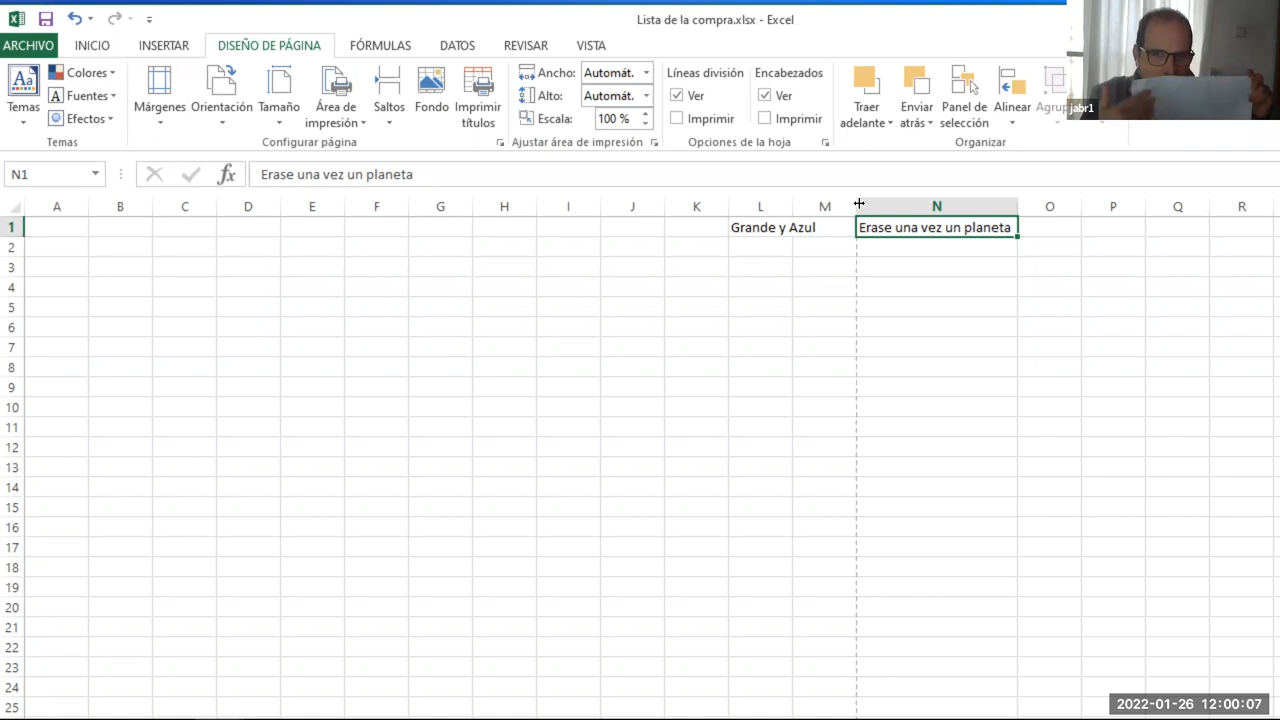 Lista de la compra.xlsx - Excel
ARCHIVO INICIO INSERTAR DISEÑO DE PÁGINA FÓRMULAS DATOS REVISAR VISTA
Temas
Colores
Fuentes
Efectos
Temas
Márgenes
Orientación
Tamaño
Área de
impresión
Saltos
Fondo
Imprimir
títulos
Configurar página
Ancho: Automát.
Alto: Automát.
Escala: 100 %
Ajustar área de impresión
Líneas división
Ver
Imprimir
Encabezados
Ver
Imprimir
Opciones de la hoja
Traer
adelante
Enviar
atrás
Panel de
selección
Alinear
Organizar
jabr1
N1 fx Erase una vez un planeta
A B C D E F G H I J K L M N O P Q R
1 Grande y Azul Erase una vez un planeta
2
3
4
5
6
7
8
9
10
11
12
13
14
15
16
17
18
19
20
21
22
23
24
25
2022-01-26 12:00:07